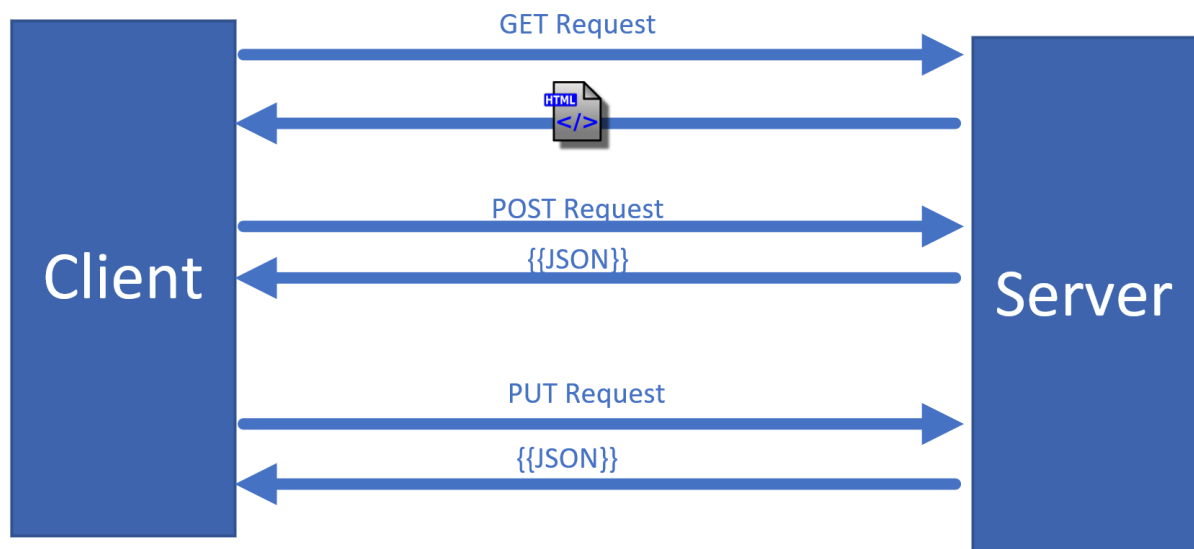 GET Request
HTML
</>
POST Request
{{JSON}}
Client
Server
PUT Request
{{JSON}}